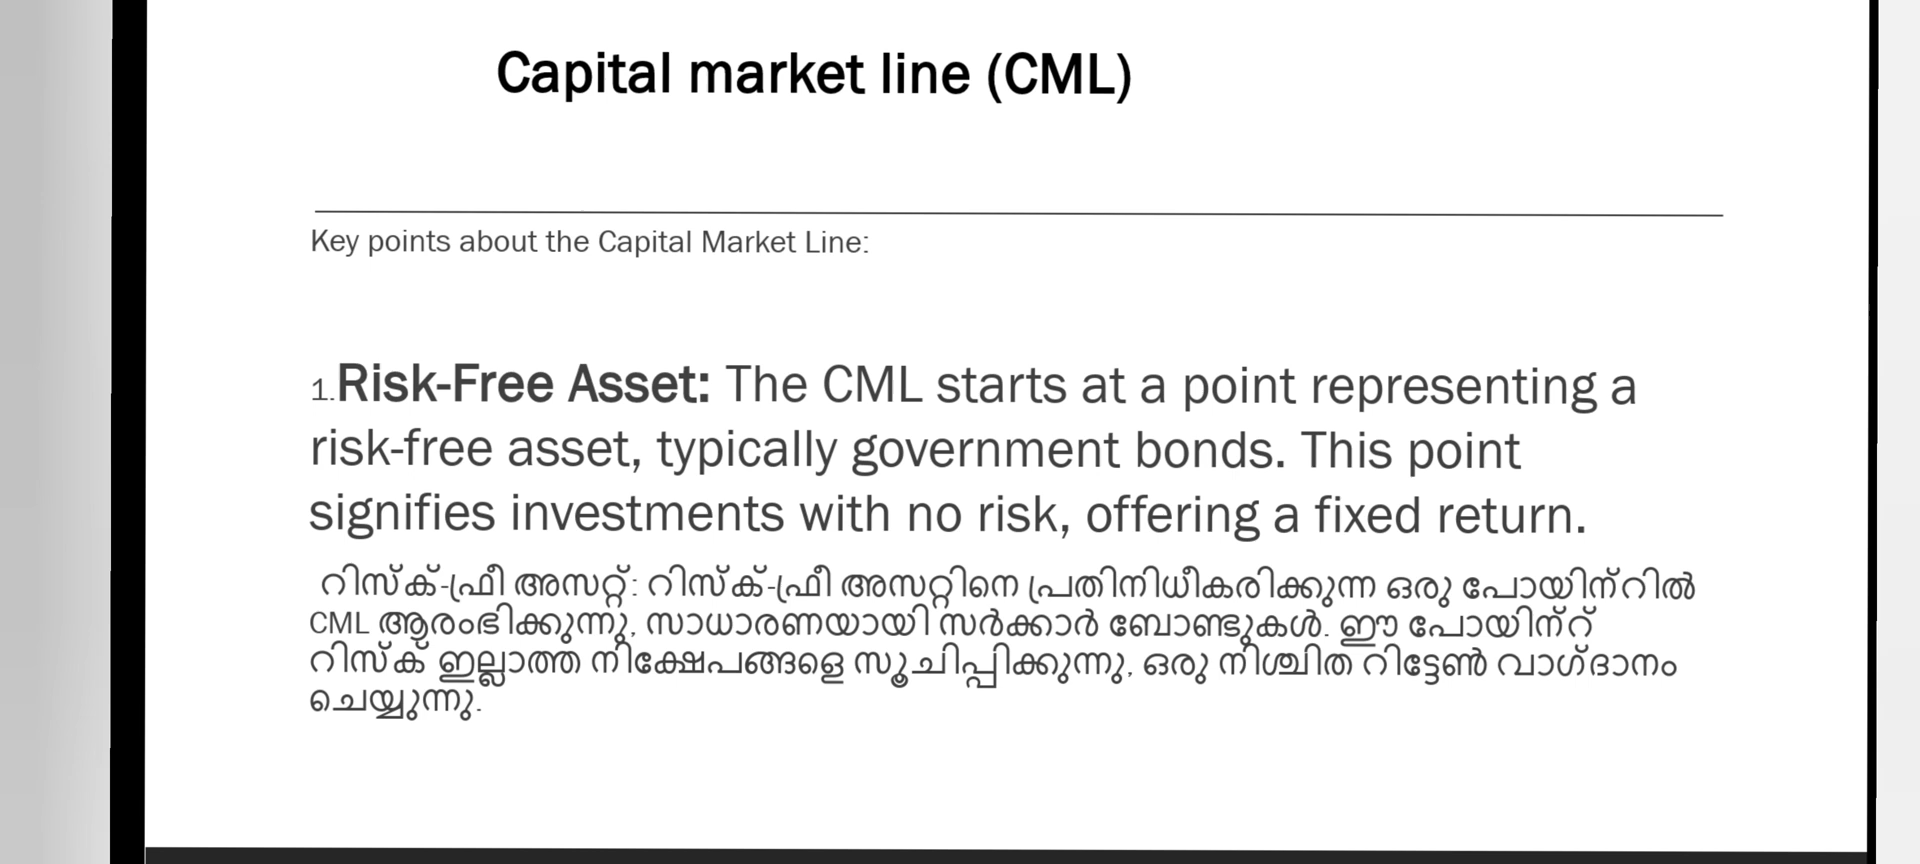 Capital market line (CML)
Key points about the Capital Market Line:
1.Risk-Free Asset: The CML starts at a point representing a
risk-free asset, typically government bonds. This point
signifies investments with no risk, offering a fixed return.
റിസ്ക്-ഫ്രീ അസറ്റ്: റിസ്ക്-ഫ്രീ അസറ്റിനെ പ്രതിനിധീകരിക്കുന്ന ഒരു പോയിന്റിൽ
CML ആരംഭിക്കുന്നു, സാധാരണയായി സർക്കാർ ബോണ്ടുകൾ. ഈ പോയിന്റ്
റിസ്ക് ഇല്ലാത്ത നിക്ഷേപങ്ങളെ സൂചിപ്പിക്കുന്നു, ഒരു നിശ്ചിത റിട്ടേൺ വാഗ്ദാനം
ചെയ്യുന്നു.